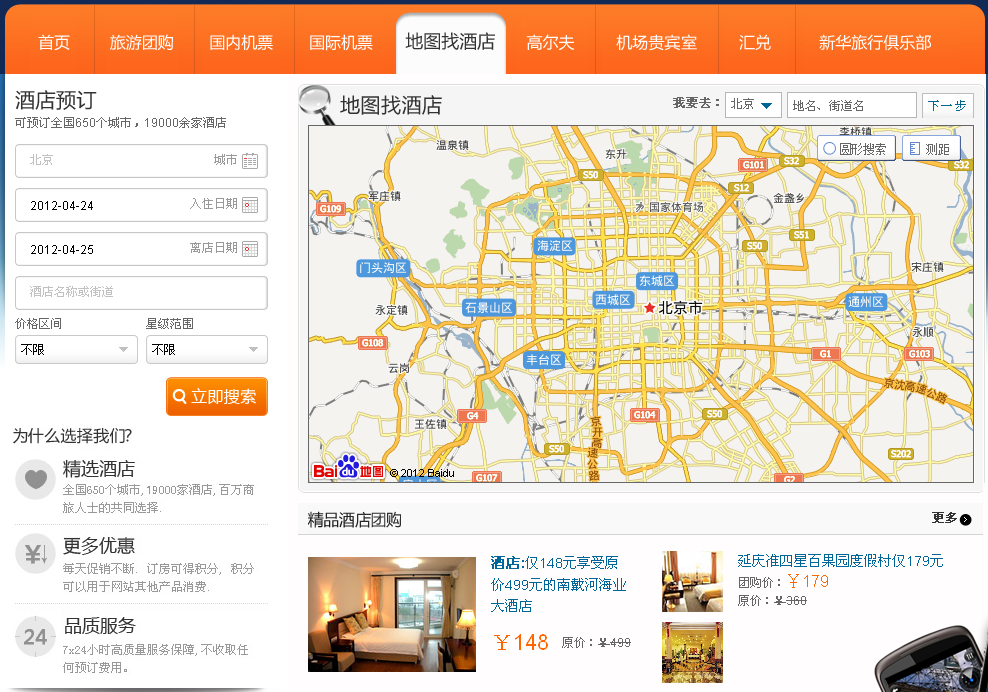 首页 旅游团购 国内机票 国际机票 地图找酒店 高尔夫 机场贵宾室 汇兑 新华旅行俱乐部
酒店预订
可预订全国650个城市，19000余家酒店
北京 城市
2012-04-24 入住日期
2012-04-25 离店日期
酒店名称或街道
价格区间 星级范围
不限 不限
立即搜索
为什么选择我们?
精选酒店
全国650个城市, 19000家酒店, 百万商
旅人士的共同选择.
更多优惠
每天促销不断. 订房可得积分, 积分
可以用于网站其他产品消费.
24
品质服务
7x24小时高质量服务保障, 不收取任
何预订费用。
地图找酒店
我要去： 北京 地名、街道名 下一步
李桥镇
温泉镇
圆形搜索 测距
东升
G101
S32
S32
S50
S12
军庄镇
金盏乡
G109
国家体育场
S51
海淀区
S50
门头沟区
宋庄镇
东城区
西城区
通州区
石景山区
北京市
永定镇
永顺
G108
G1
G103
丰台区
云岗
京沈高速公路
G4
G104
S50
王佐镇
京开高速公路
S50
S202
Bai du 地图 © 2012 Baidu
G107
G2
精品酒店团购
更多
酒店:仅148元享受原
价499元的南戴河海业
大酒店
￥148 原价：￥499
延庆准四星百果园度假村仅179元
团购价：￥179
原价：￥360